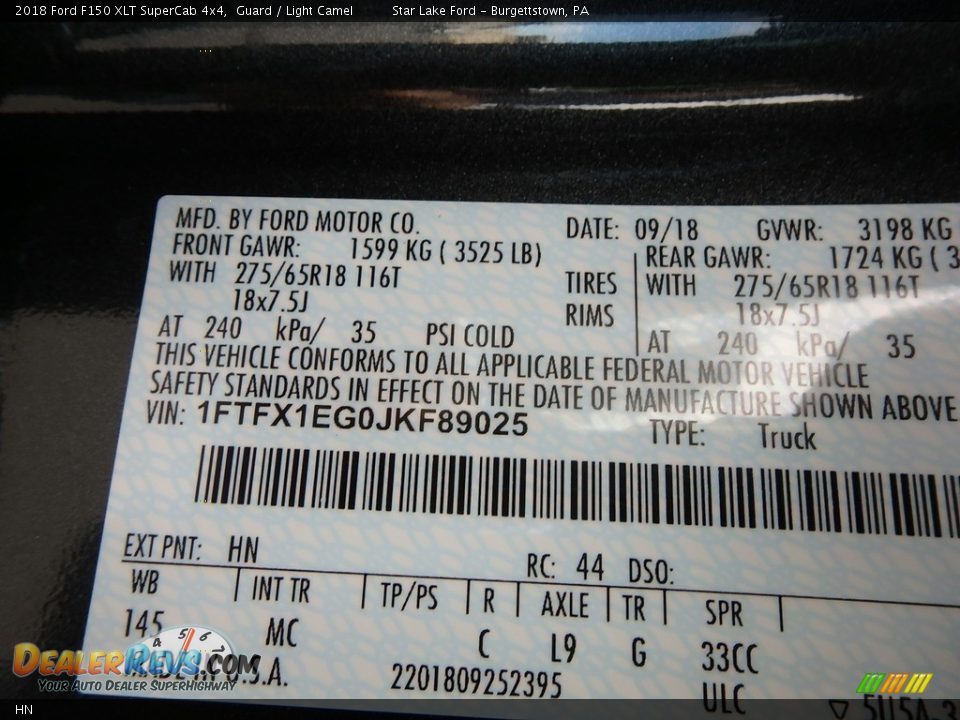 2018 Ford F150 XLT SuperCab 4x4, Guard / Light Camel Star Lake Ford - Burgettstown, PA
MFD. BY FORD MOTOR CO. DATE: 09/18 GVWR: 3198 KG
FRONT GAWR: 1599 KG ( 3525 LB) REAR GAWR: 1724 KG ( 3
WITH 275/65R18 116T TIRES WITH 275/65R18 116T
18x7.5J RIMS 18x7.5J
AT 240 kPa/ 35 PSI COLD AT 240 kPa/ 35
THIS VEHICLE CONFORMS TO ALL APPLICABLE FEDERAL MOTOR VEHICLE
SAFETY STANDARDS IN EFFECT ON THE DATE OF MANUFACTURE SHOWN ABOVE
VIN: 1FTFX1EG0JKF89025 TYPE: Truck
EXT PNT: HN RC: 44 DSO:
WB INT TR TP/PS R AXLE TR SPR
145 MC C L9 G 33CC
MADE IN U.S.A. 2201809252395 ULC
DEALERREVS.COM
YOUR AUTO DEALER SUPERHIGHWAY
HN